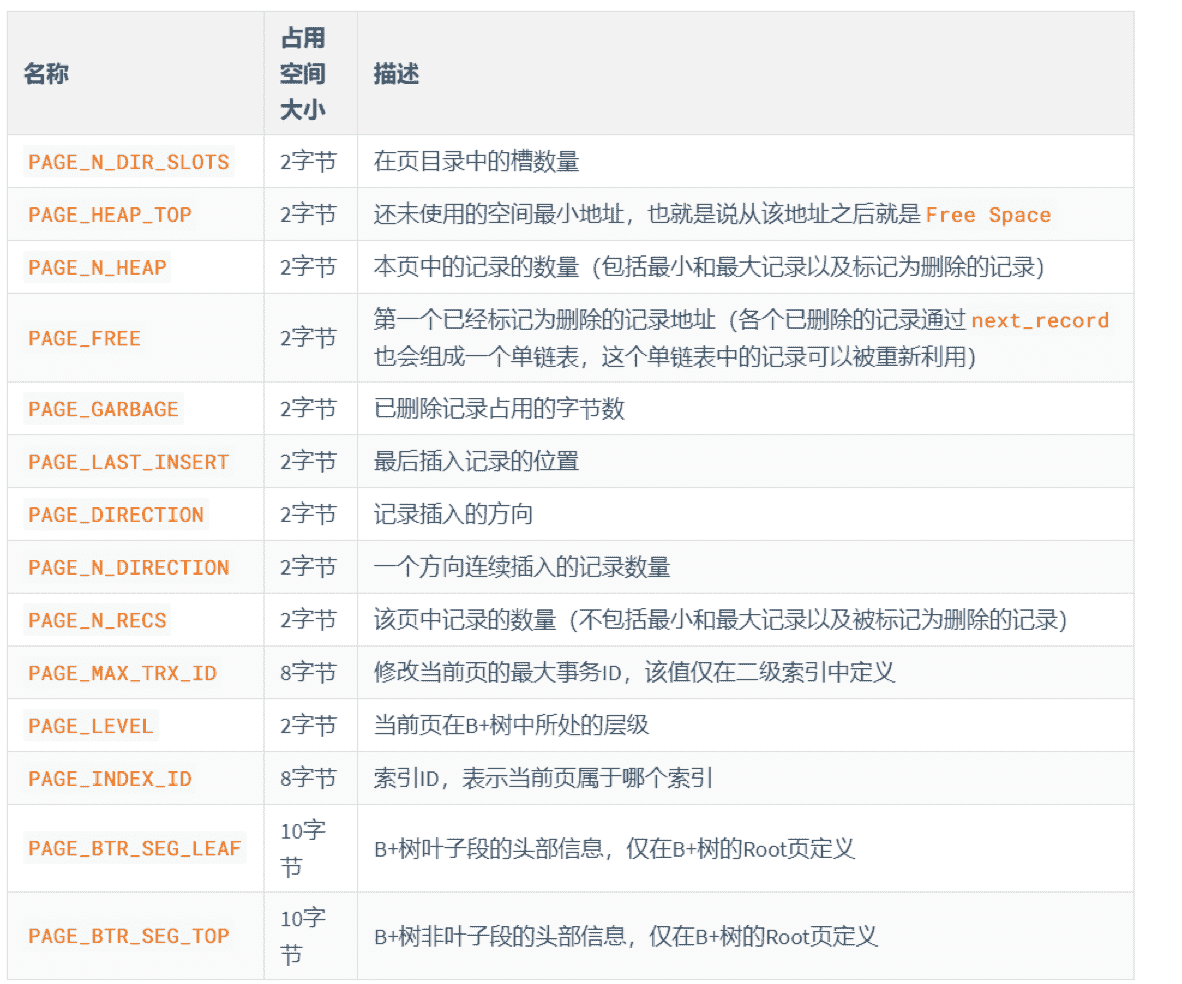 名称
占用
空间
大小
描述
PAGE_N_DIR_SLOTS
2字节
在页目录中的槽数量
PAGE_HEAP_TOP
2字节
还未使用的空间最小地址，也就是说从该地址之后就是 Free Space
PAGE_N_HEAP
2字节
本页中的记录的数量（包括最小和最大记录以及标记为删除的记录）
PAGE_FREE
2字节
第一个已经标记为删除的记录地址（各个已删除的记录通过 next_record
也会组成一个单链表，这个单链表中的记录可以被重新利用）
PAGE_GARBAGE
2字节
已删除记录占用的字节数
PAGE_LAST_INSERT
2字节
最后插入记录的位置
PAGE_DIRECTION
2字节
记录插入的方向
PAGE_N_DIRECTION
2字节
一个方向连续插入的记录数量
PAGE_N_RECS
2字节
该页中记录的数量（不包括最小和最大记录以及被标记为删除的记录）
PAGE_MAX_TRX_ID
8字节
修改当前页的最大事务ID，该值仅在二级索引中定义
PAGE_LEVEL
2字节
当前页在B+树中所处的层级
PAGE_INDEX_ID
8字节
索引ID，表示当前页属于哪个索引
PAGE_BTR_SEG_LEAF
10字
节
B+树叶子段的头部信息，仅在B+树的Root页定义
PAGE_BTR_SEG_TOP
10字
节
B+树非叶子段的头部信息，仅在B+树的Root页定义